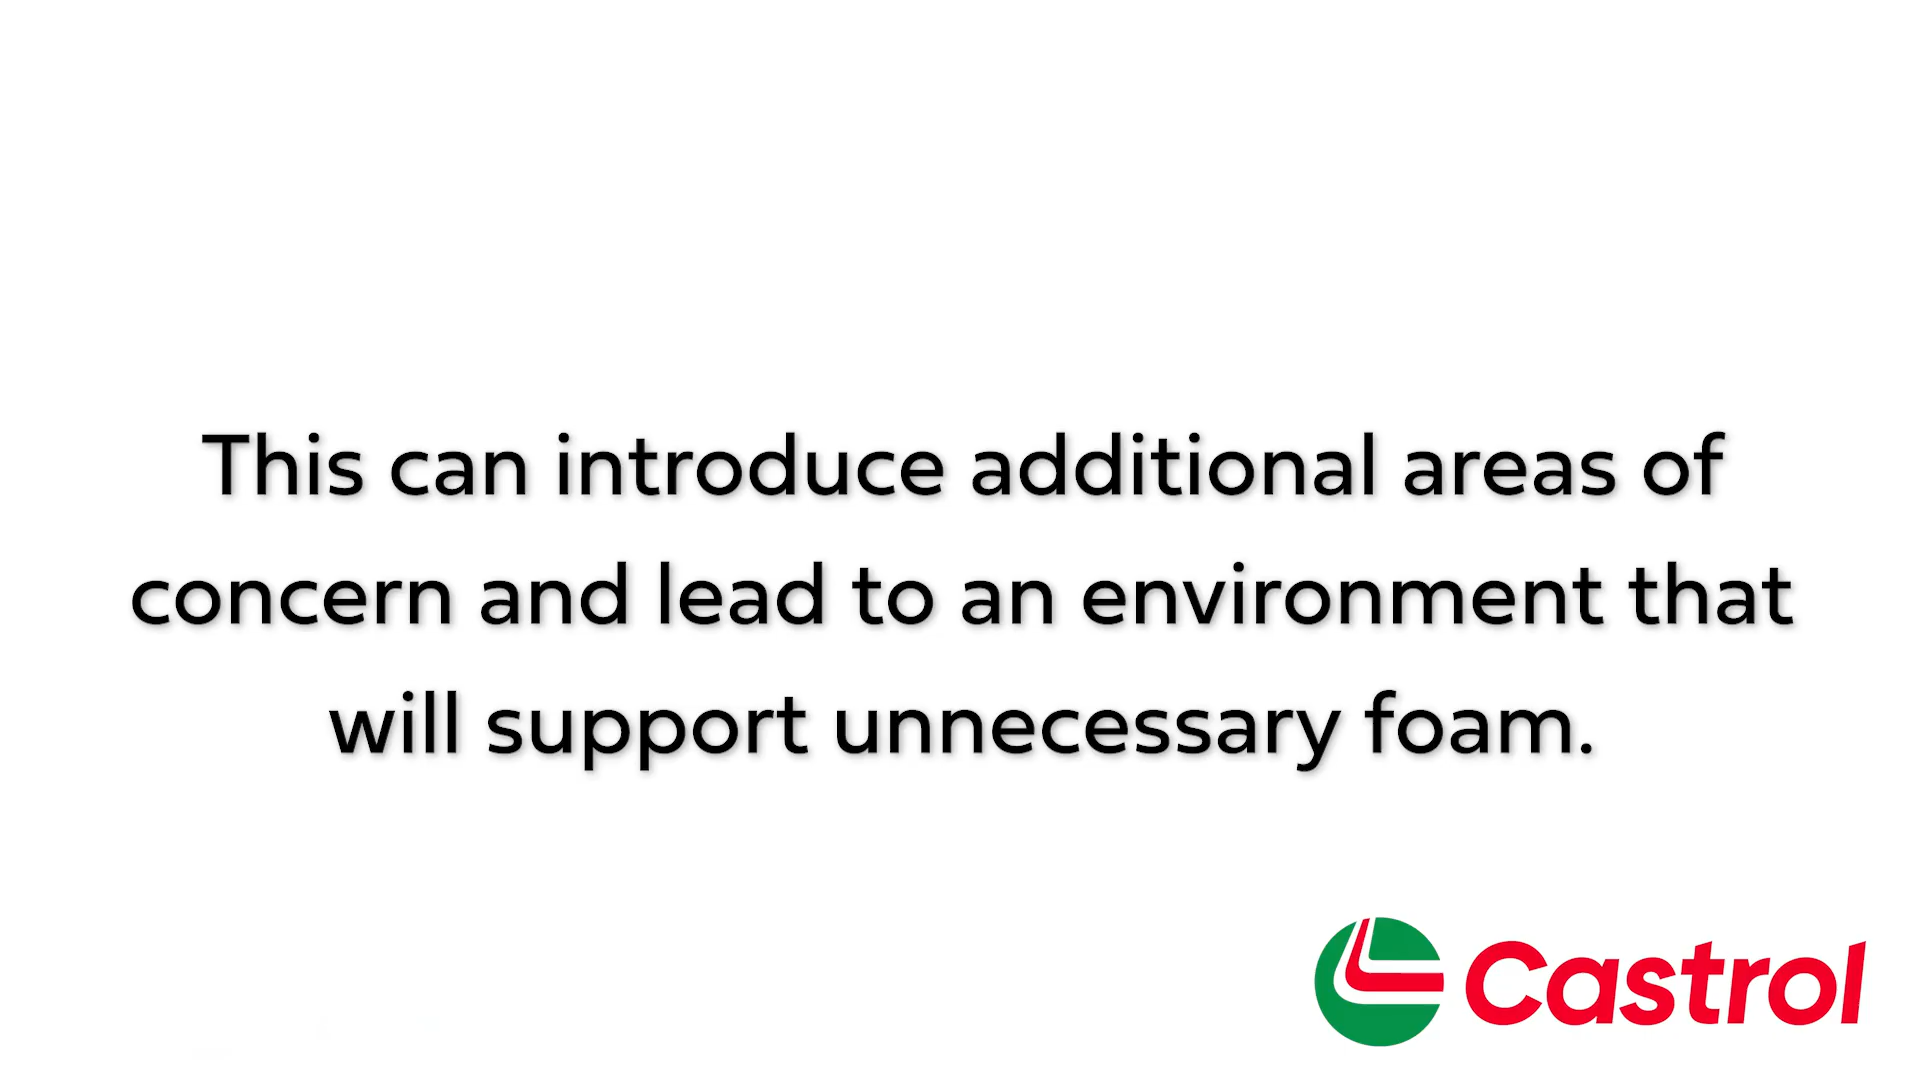 This can introduce additional areas of
concern and lead to an environment that
will support unnecessary foam.
Castrol